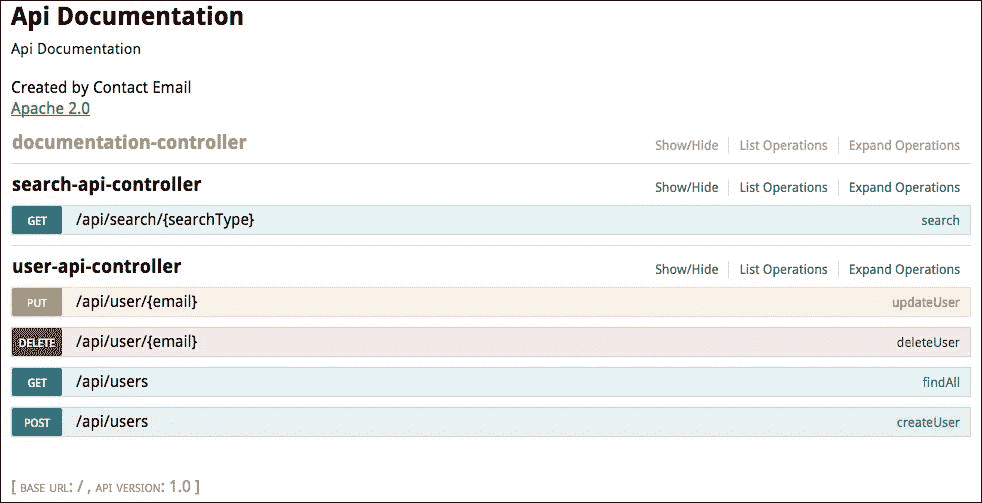 Api Documentation
Api Documentation
Created by Contact Email
Apache 2.0
documentation-controller Show/Hide List Operations Expand Operations
search-api-controller Show/Hide List Operations Expand Operations
GET /api/search/{searchType} search
user-api-controller Show/Hide List Operations Expand Operations
PUT /api/user/{email} updateUser
DELETE /api/user/{email} deleteUser
GET /api/users findAll
POST /api/users createUser
[ BASE URL: / , API VERSION: 1.0 ]